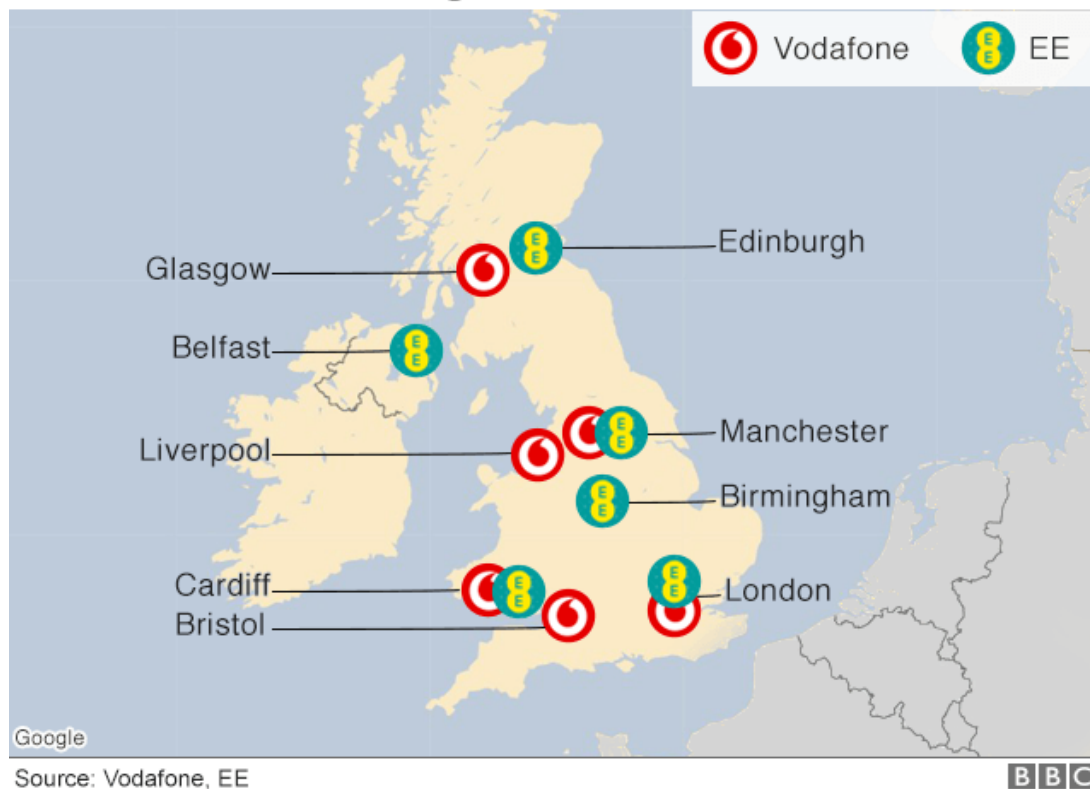 Vodafone
EE
Edinburgh
Glasgow
Belfast
Manchester
Liverpool
Birmingham
Cardiff
London
Bristol
Google
Source: Vodafone, EE
BBC